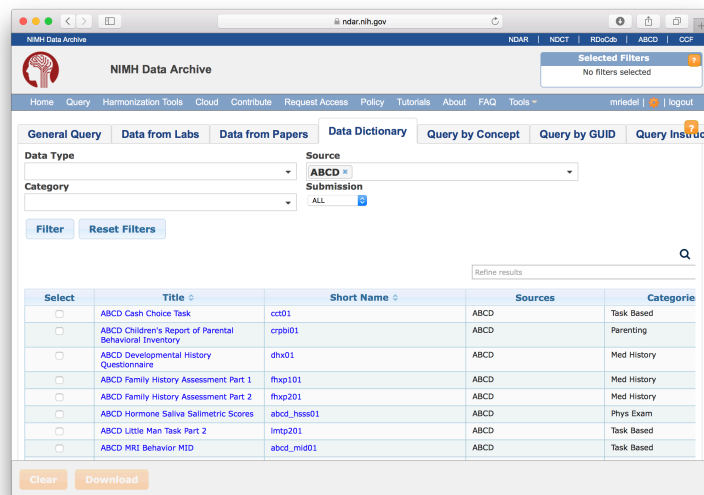 ndar.nih.gov
NIMH Data Archive NDAR | NDCT | RDoCdb | ABCD | CCF
NIMH Data Archive
Selected Filters ?
No filters selected
Home Query Harmonization Tools Cloud Contribute Request Access Policy Tutorials About FAQ Tools mriedel | | logout
General Query Data from Labs Data from Papers Data Dictionary Query by Concept Query by GUID Query Instruc ?
Data Type Source
ABCD ×
Category Submission
ALL
Filter Reset Filters
Refine results
Select Title Short Name Sources Categorie
ABCD Cash Choice Task cct01 ABCD Task Based
ABCD Children's Report of Parental crpbi01 ABCD Parenting
Behavioral Inventory
ABCD Developmental History dhx01 ABCD Med History
Questionnaire
ABCD Family History Assessment Part 1 fhxp101 ABCD Med History
ABCD Family History Assessment Part 2 fhxp201 ABCD Med History
ABCD Hormone Saliva Salimetric Scores abcd_hsss01 ABCD Phys Exam
ABCD Little Man Task Part 2 lmtp201 ABCD Task Based
ABCD MRI Behavior MID abcd_mid01 ABCD Task Based
Clear Download